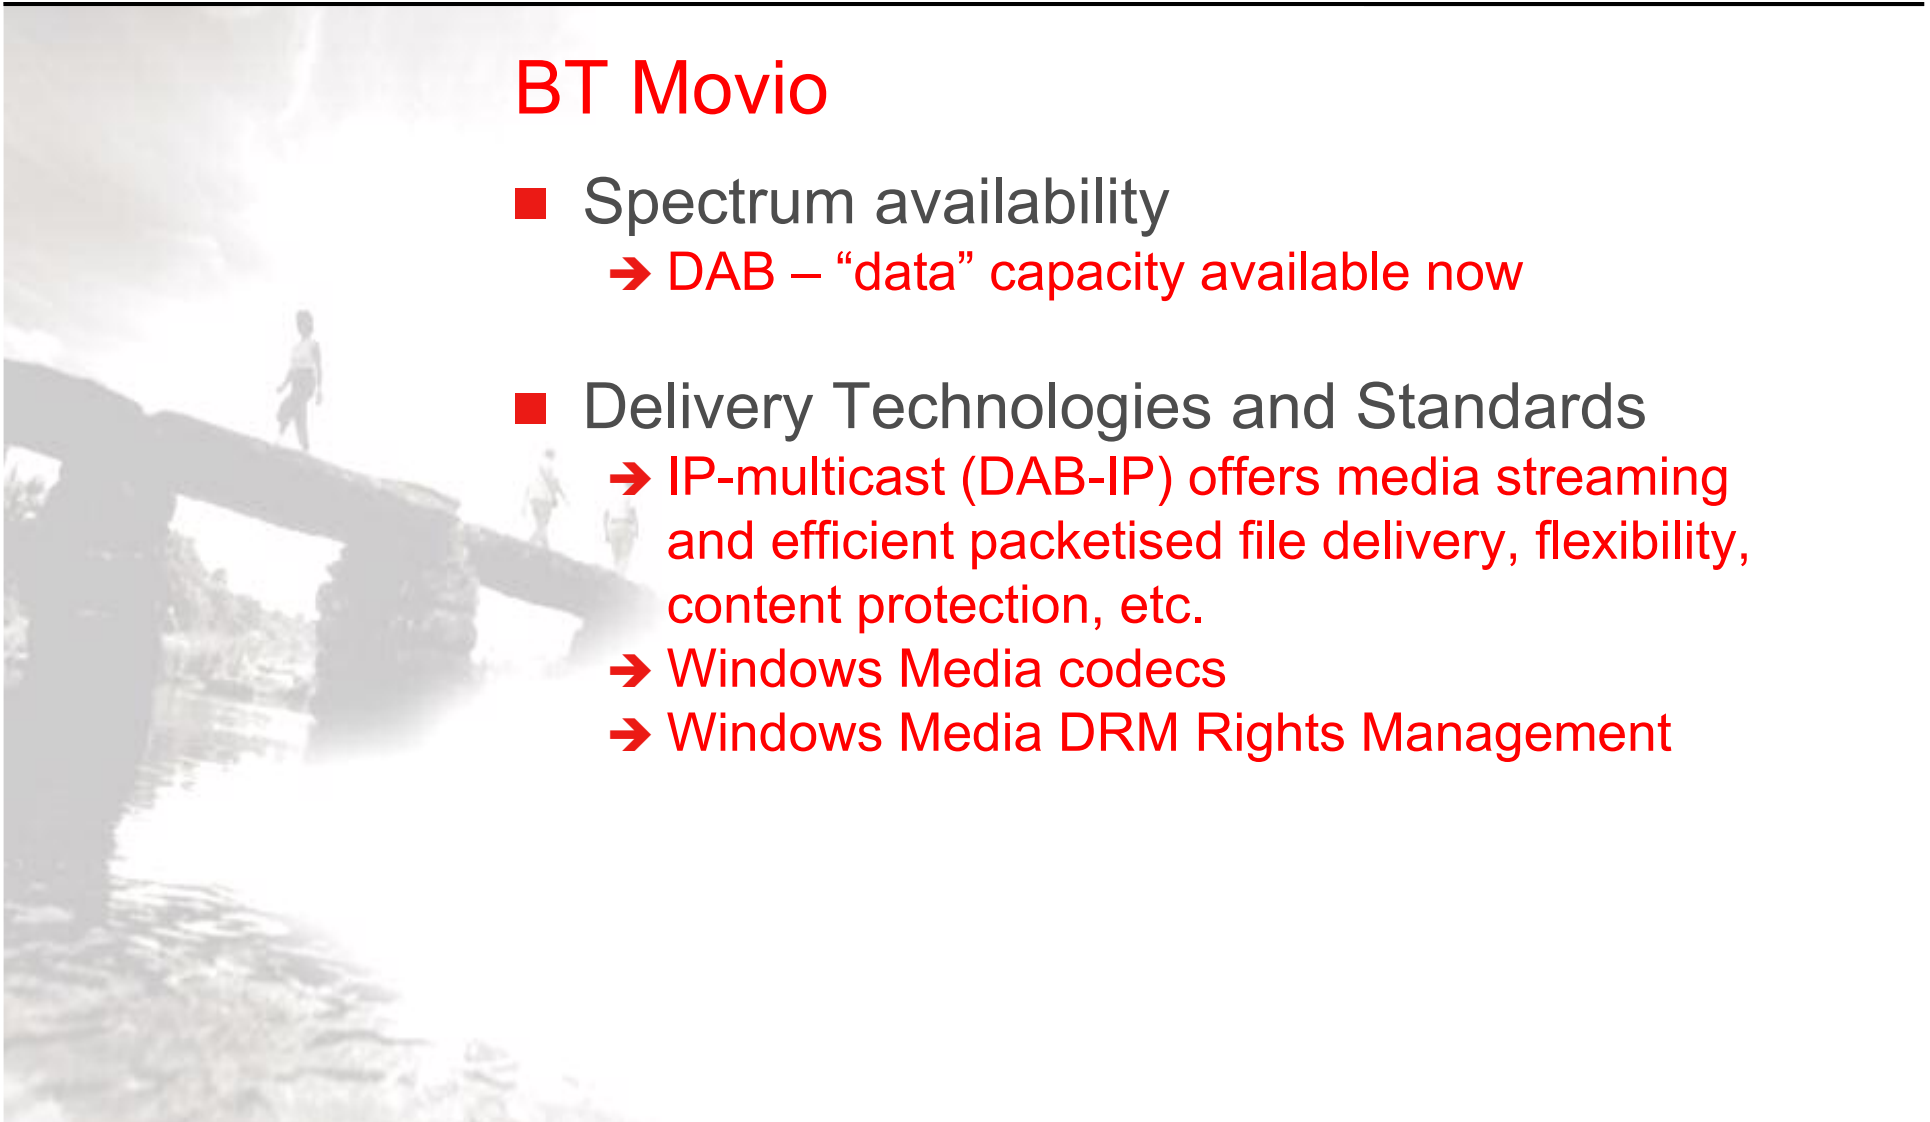 BT Movio
Spectrum availability
DAB – “data” capacity available now
Delivery Technologies and Standards
IP-multicast (DAB-IP) offers media streaming
and efficient packetised file delivery, flexibility,
content protection, etc.
Windows Media codecs
Windows Media DRM Rights Management